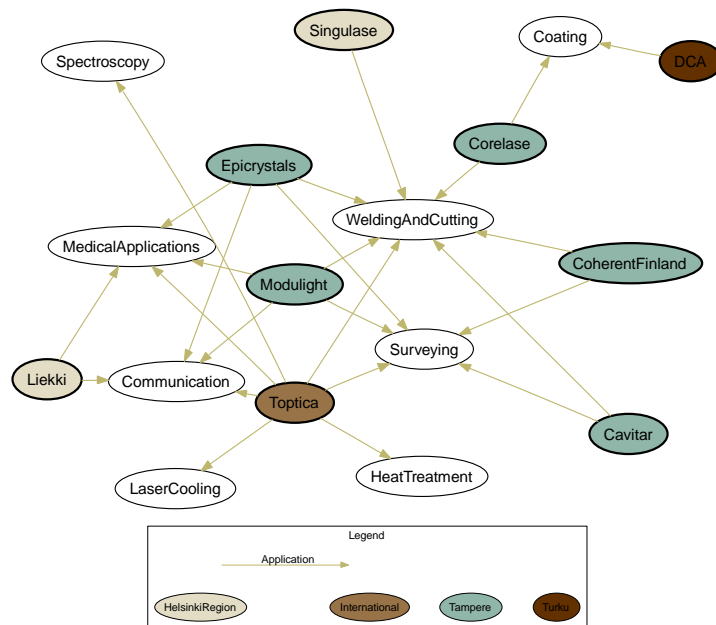 Singulase
Coating
Spectroscopy
DCA
Corelase
Epicrystals
WeldingAndCutting
MedicalApplications
CoherentFinland
Modulight
Surveying
Liekki
Communication
Toptica
Cavitar
LaserCooling
HeatTreatment
Legend
Application
HelsinkiRegion
International
Tampere
Turku